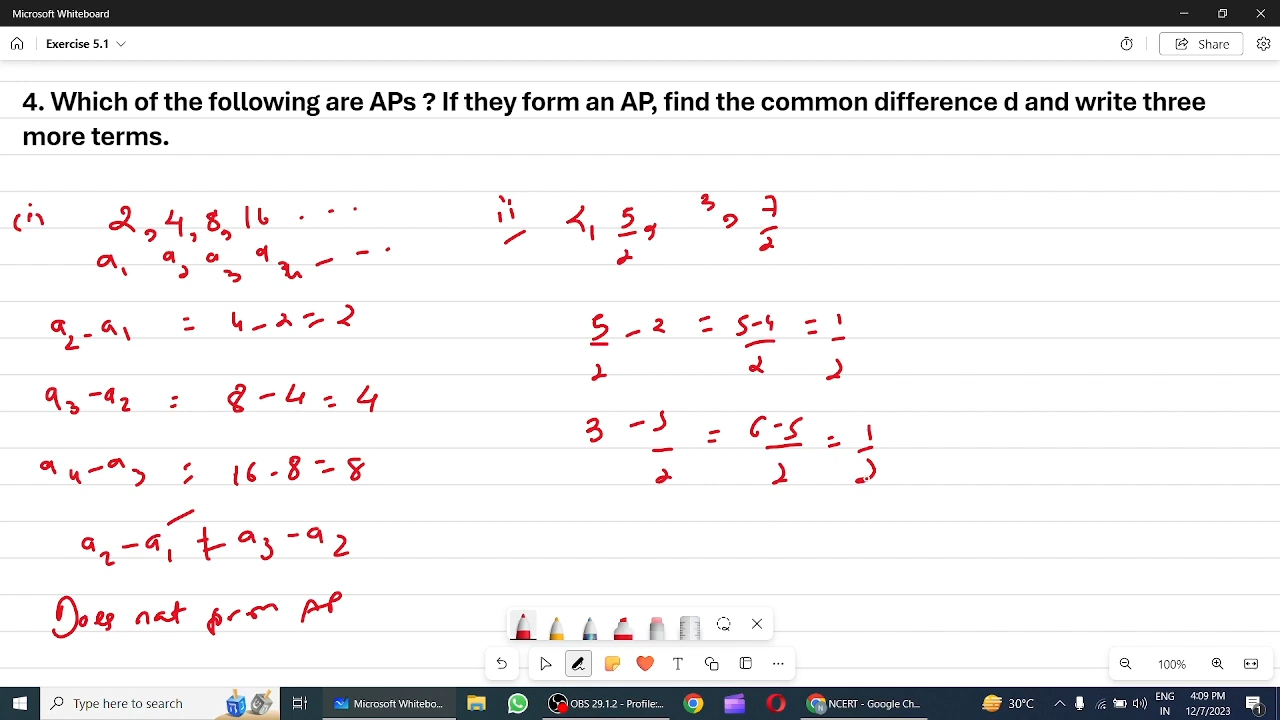 Microsoft Whiteboard
Exercise 5.1
Share
4. Which of the following are APs ? If they form an AP, find the common difference d and write three
more terms.
(i) 2, 4, 8, 16 ...
a1 a2 a3 a4 - - ..
a2 - a1 = 4 - 2 = 2
a3 - a2 = 8 - 4 = 4
a4 - a3 = 16 - 8 = 8
a2 - a1 ≠ a3 - a2
Does not form AP
ii 2, 5/2, 3, 7/2
5/2 - 2 = 5-4/2 = 1/2
3 - 5/2 = 6-5/2 = 1/2
T
100%
Type here to search
Microsoft Whitebo...
OBS 29.1.2 - Profile:...
NCERT - Google Ch...
30°C
ENG
IN
4:09 PM
12/7/2023